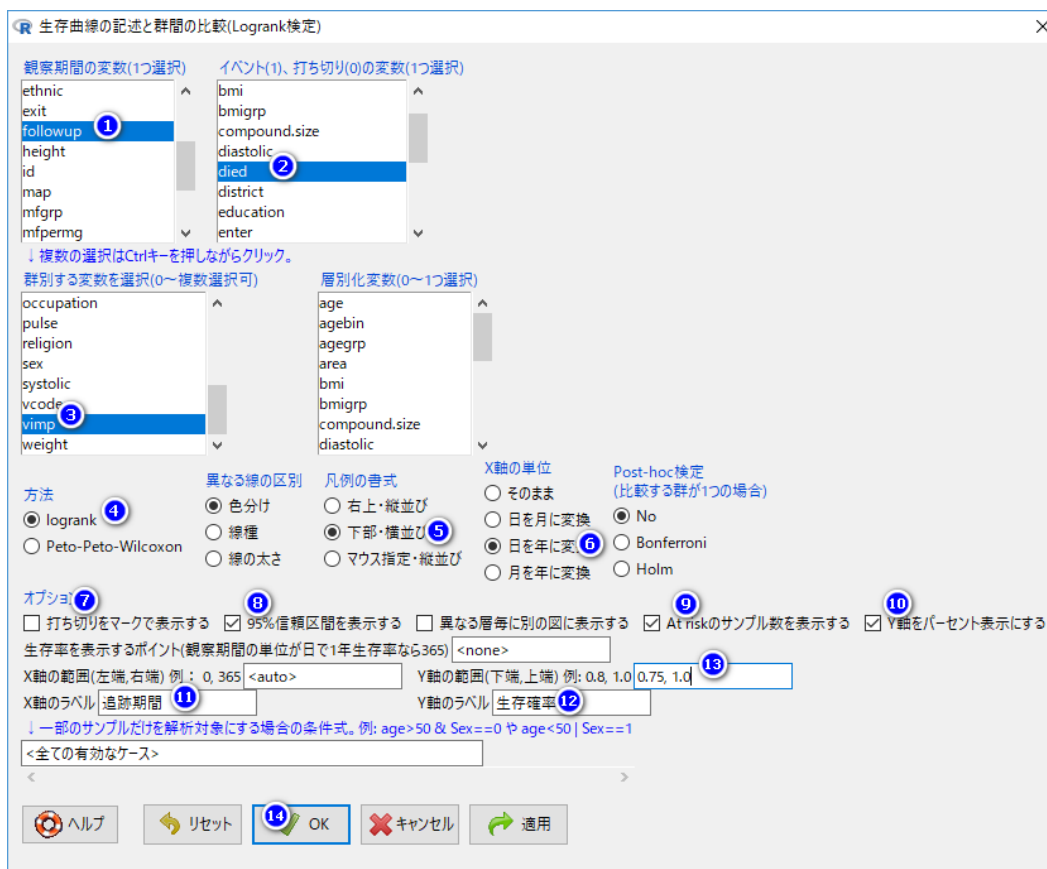 生存曲線の記述と群間の比較(Logrank検定)
観察期間の変数(1つ選択)
ethnic
exit
followup 1
height
id
map
mfgrp
mfpermg
イベント(1)、打ち切り(0)の変数(1つ選択)
bmi
bmigrp
compound.size
diastolic
died 2
district
education
enter
↓複数の選択はCtrlキーを押しながらクリック。
群別する変数を選択(0～複数選択可)
occupation
pulse
religion
sex
systolic
vcode
vimp 3
weight
層別化変数(0～1つ選択)
age
agebin
agegrp
area
bmi
bmigrp
compound.size
diastolic
方法
logrank 4
Peto-Peto-Wilcoxon
異なる線の区別
色分け
線種
線の太さ
凡例の書式
右上・縦並び
下部・横並び 5
マウス指定・縦並び
X軸の単位
そのまま
日を月に変換
日を年に変換 6
月を年に変換
Post-hoc検定
(比較する群が1つの場合)
No
Bonferroni
Holm
オプション 7 8 9 10
打ち切りをマークで表示する 95%信頼区間を表示する 異なる層毎に別の図に表示する At riskのサンプル数を表示する Y軸をパーセント表示にする
生存率を表示するポイント(観察期間の単位が日で1年生存率なら365) <none>
X軸の範囲(左端,右端) 例： 0, 365 <auto> Y軸の範囲(下端,上端) 例: 0.8, 1.0 0.75, 1.0 13
X軸のラベル 追跡期間 11 Y軸のラベル 生存確率 12
↓一部のサンプルだけを解析対象にする場合の条件式。例: age>50 & Sex==0 や age<50 | Sex==1
<全ての有効なケース>
ヘルプ リセット 14 OK キャンセル 適用